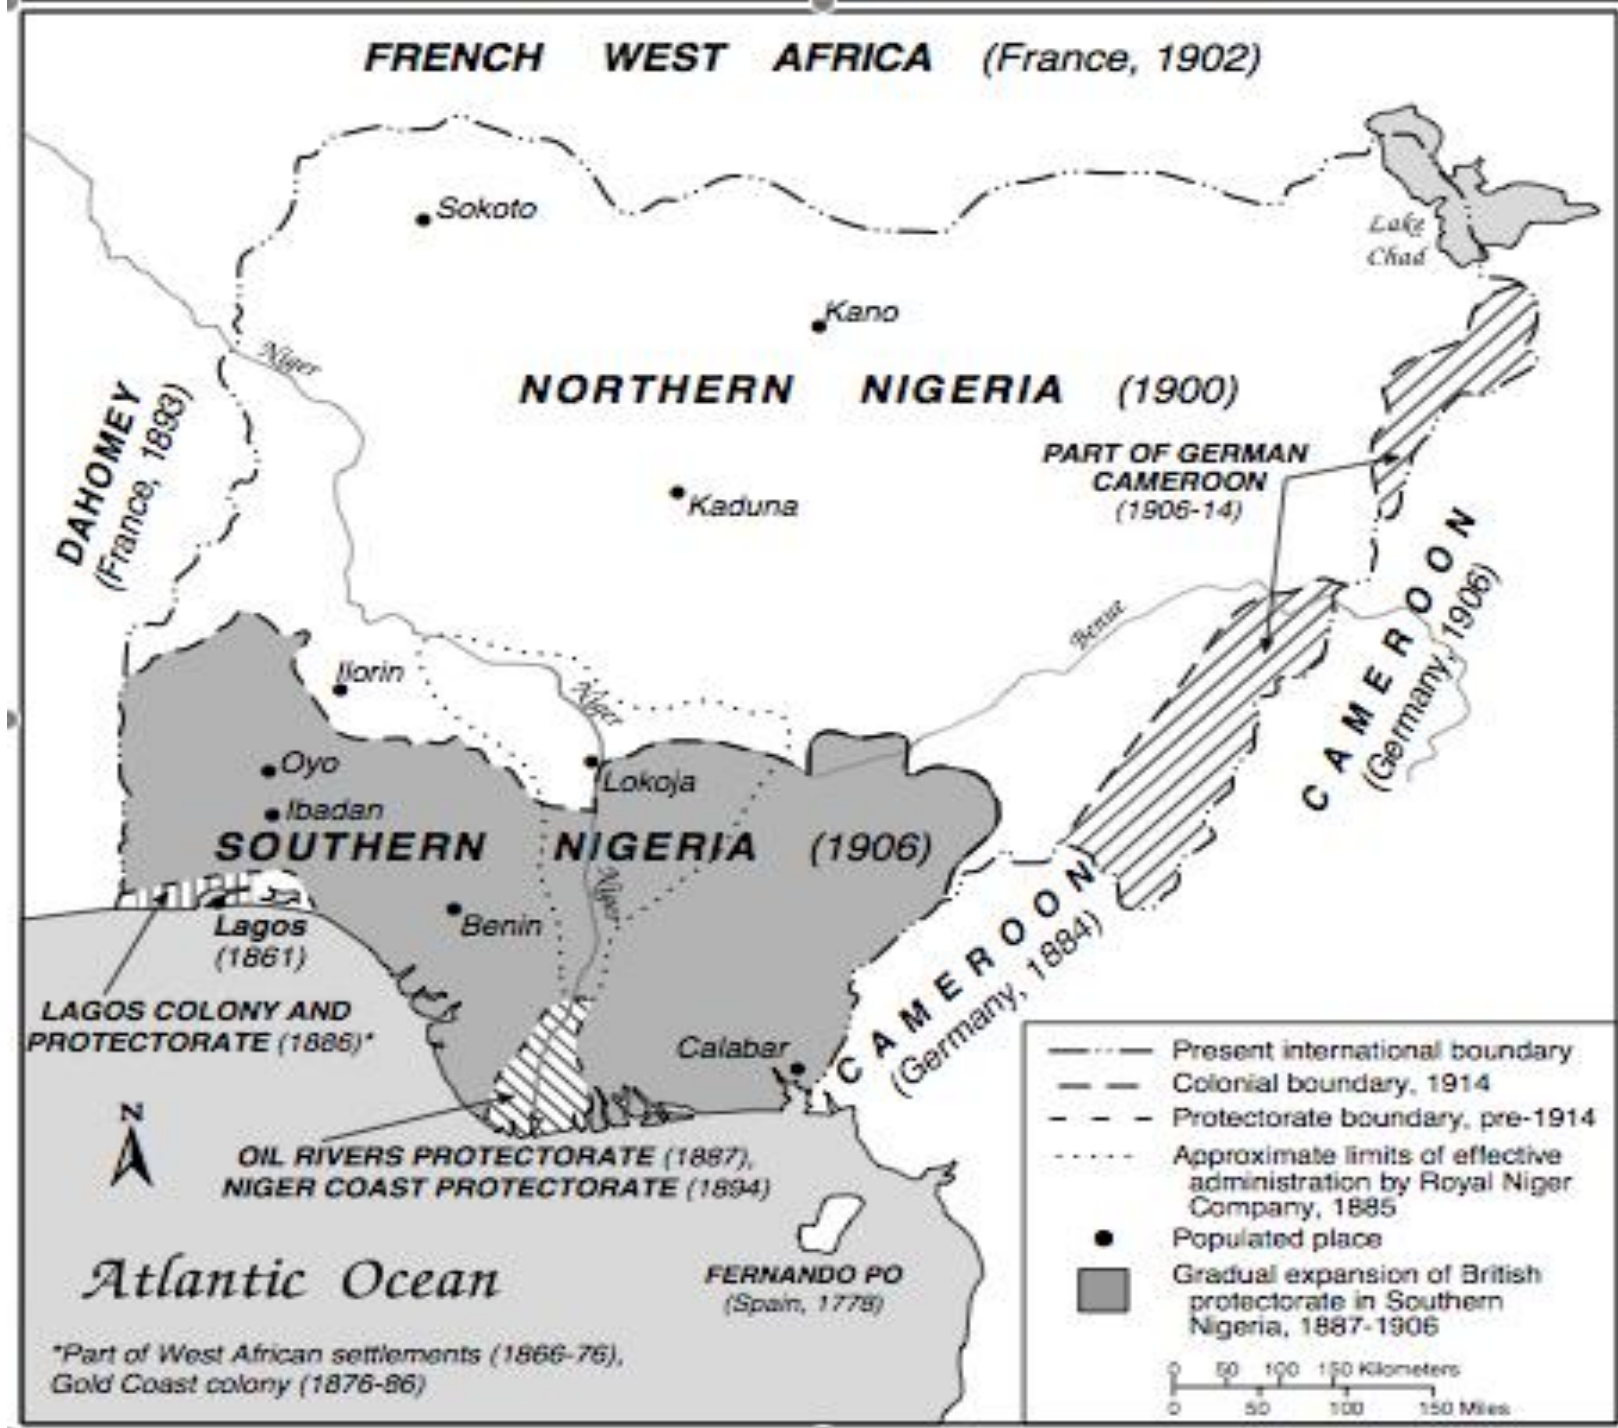 FRENCH WEST AFRICA (France, 1902)
Sokoto
Lake
Chad
Kano
Niger
NORTHERN NIGERIA (1900)
DAHOMEY
(France, 1893)
PART OF GERMAN
CAMEROON
(1906-14)
Kaduna
CAMEROON
(Germany, 1906)
Benue
Ilorin
Niger
Oyo
Lokoja
Ibadan
SOUTHERN NIGERIA (1906)
Niger
Lagos
(1861)
Benin
CAMEROON
(Germany, 1884)
LAGOS COLONY AND
PROTECTORATE (1886)*
Calabar
N
OIL RIVERS PROTECTORATE (1887),
NIGER COAST PROTECTORATE (1894)
Atlantic Ocean
FERNANDO PO
(Spain, 1778)
*Part of West African settlements (1866-76),
Gold Coast colony (1876-86)
Present international boundary
Colonial boundary, 1914
Protectorate boundary, pre-1914
Approximate limits of effective
administration by Royal Niger
Company, 1885
Populated place
Gradual expansion of British
protectorate in Southern
Nigeria, 1887-1906
0 50 100 150 Kilometers
0 50 100 150 Miles